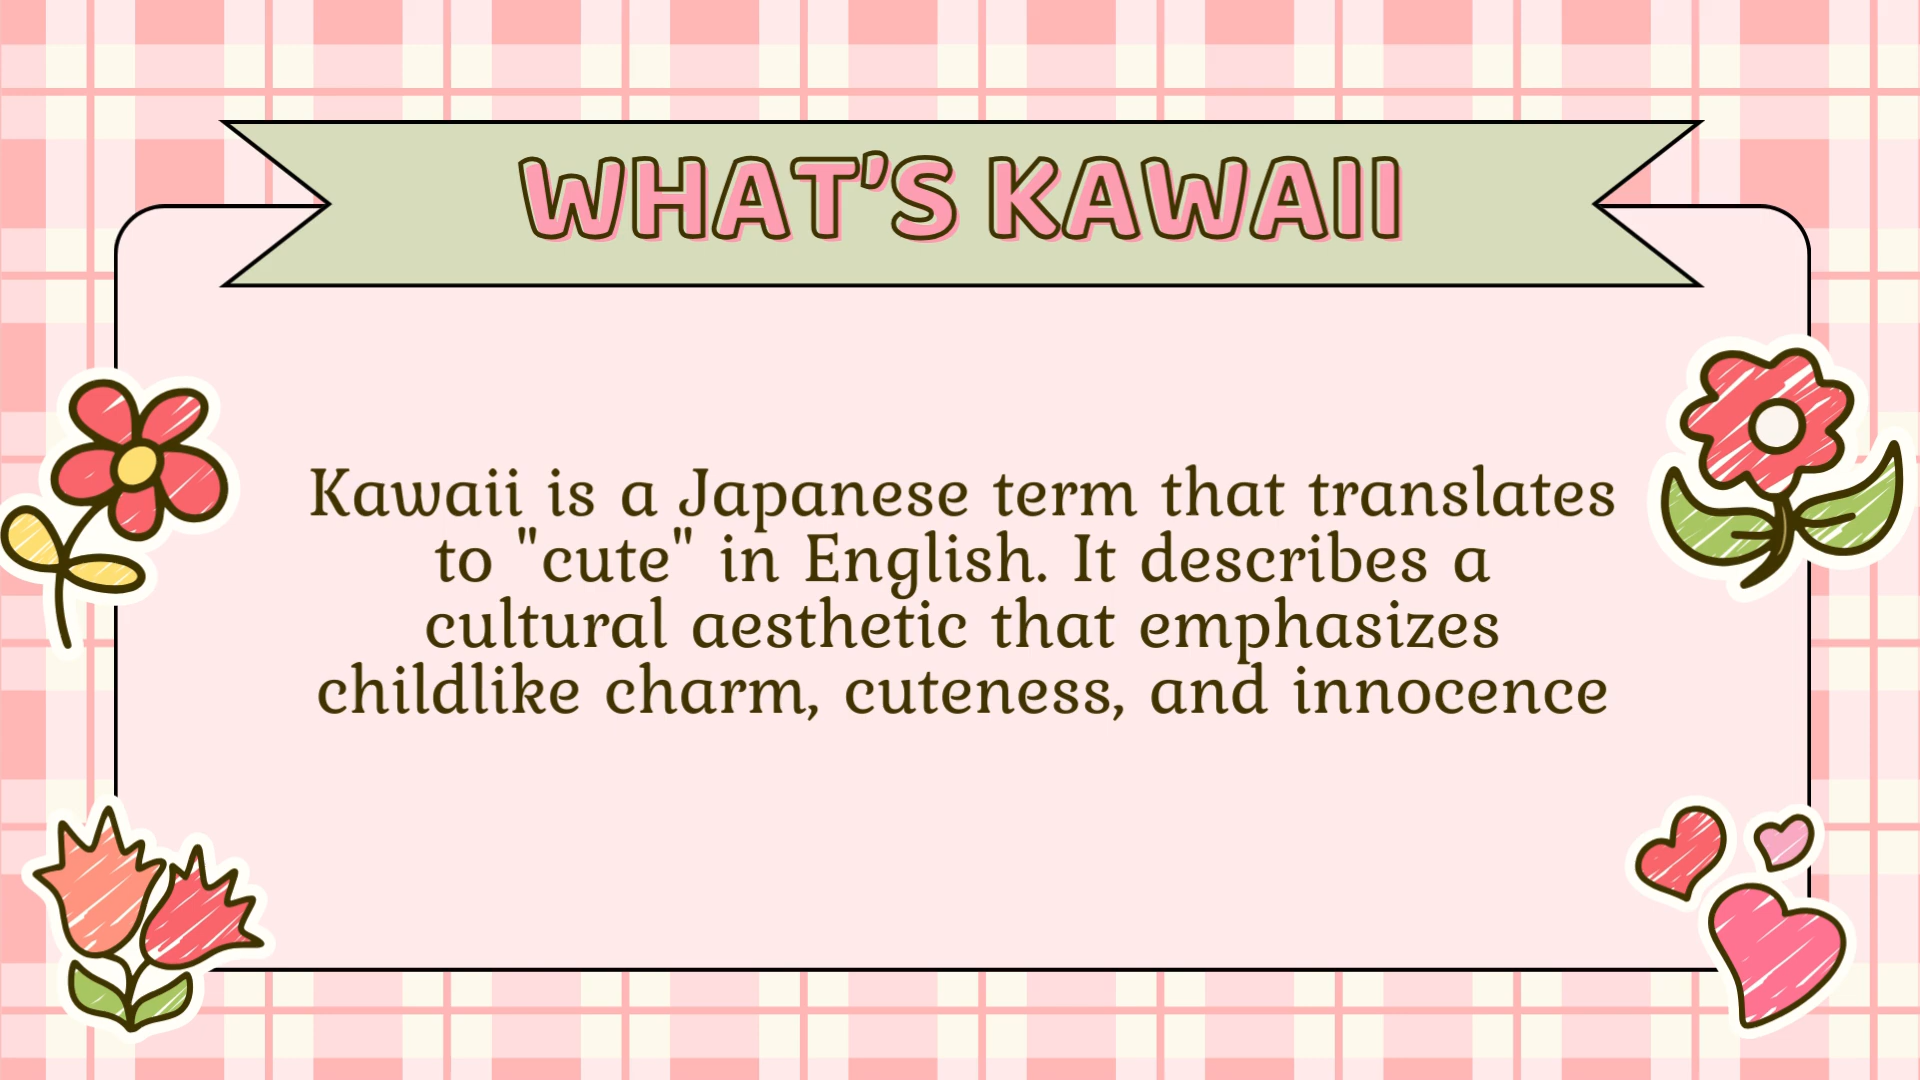 WHAT'S KAWAII
Kawaii is a Japanese term that translates
to "cute" in English. It describes a
cultural aesthetic that emphasizes
childlike charm, cuteness, and innocence